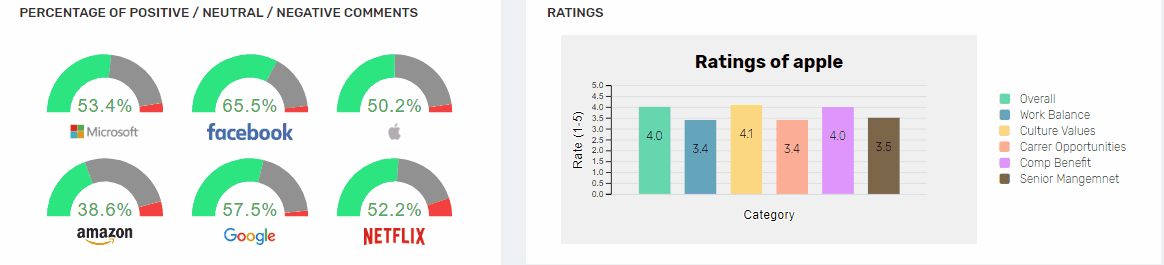 PERCENTAGE OF POSITIVE / NEUTRAL / NEGATIVE COMMENTS
53.4%
Microsoft
65.5%
facebook
50.2%
38.6%
amazon
57.5%
Google
52.2%
NETFLIX
RATINGS
Ratings of apple
Rate (1-5)
5.0
4.5
4.0
3.5
3.0
2.5
2.0
1.5
1.0
0.5
0.0
4.0
3.4
4.1
3.4
4.0
3.5
Category
Overall
Work Balance
Culture Values
Carrer Opportunities
Comp Benefit
Senior Mangemnet